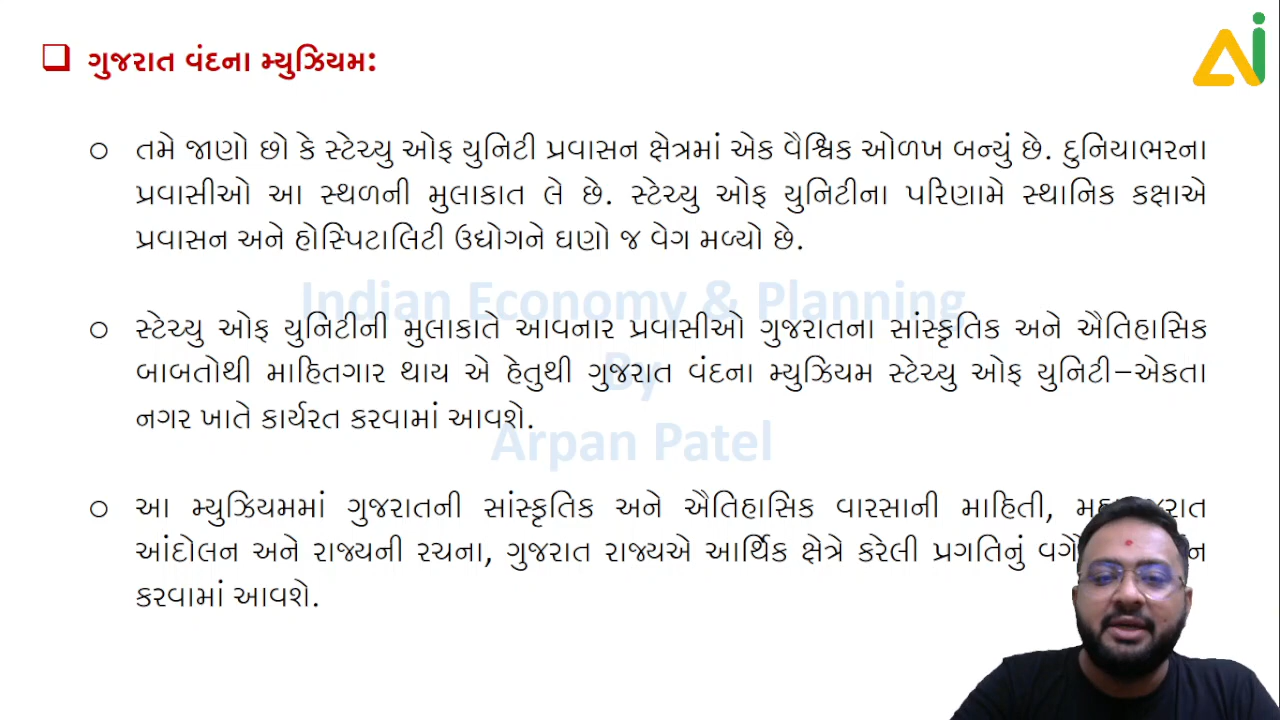 ગુજરાત વંદના મ્યુઝિયમ:
તમે જાણો છો કે સ્ટેચ્યુ ઓફ યુનિટી પ્રવાસન ક્ષેત્રમાં એક વૈશ્વિક ઓળખ બન્યું છે. દુનિયાભરના
પ્રવાસીઓ આ સ્થળની મુલાકાત લે છે. સ્ટેચ્યુ ઓફ યુનિટીના પરિણામે સ્થાનિક કક્ષાએ
પ્રવાસન અને હોસ્પિટાલિટી ઉદ્યોગને ઘણો જ વેગ મળ્યો છે.
Indian Economy & Planning
સ્ટેચ્યુ ઓફ યુનિટીની મુલાકાતે આવનાર પ્રવાસીઓ ગુજરાતના સાંસ્કૃતિક અને ઐતિહાસિક
બાબતોથી માહિતગાર થાય એ હેતુથી ગુજરાત વંદના મ્યુઝિયમ સ્ટેચ્યુ ઓફ યુનિટી-એકતા
By
નગર ખાતે કાર્યરત કરવામાં આવશે.
Arpan Patel
આ મ્યુઝિયમમાં ગુજરાતની સાંસ્કૃતિક અને ઐતિહાસિક વારસાની માહિતી,
આંદોલન અને રાજ્યની રચના, ગુજરાત રાજ્યએ આર્થિક ક્ષેત્રે કરેલી પ્રગતિનું
કરવામાં આવશે.